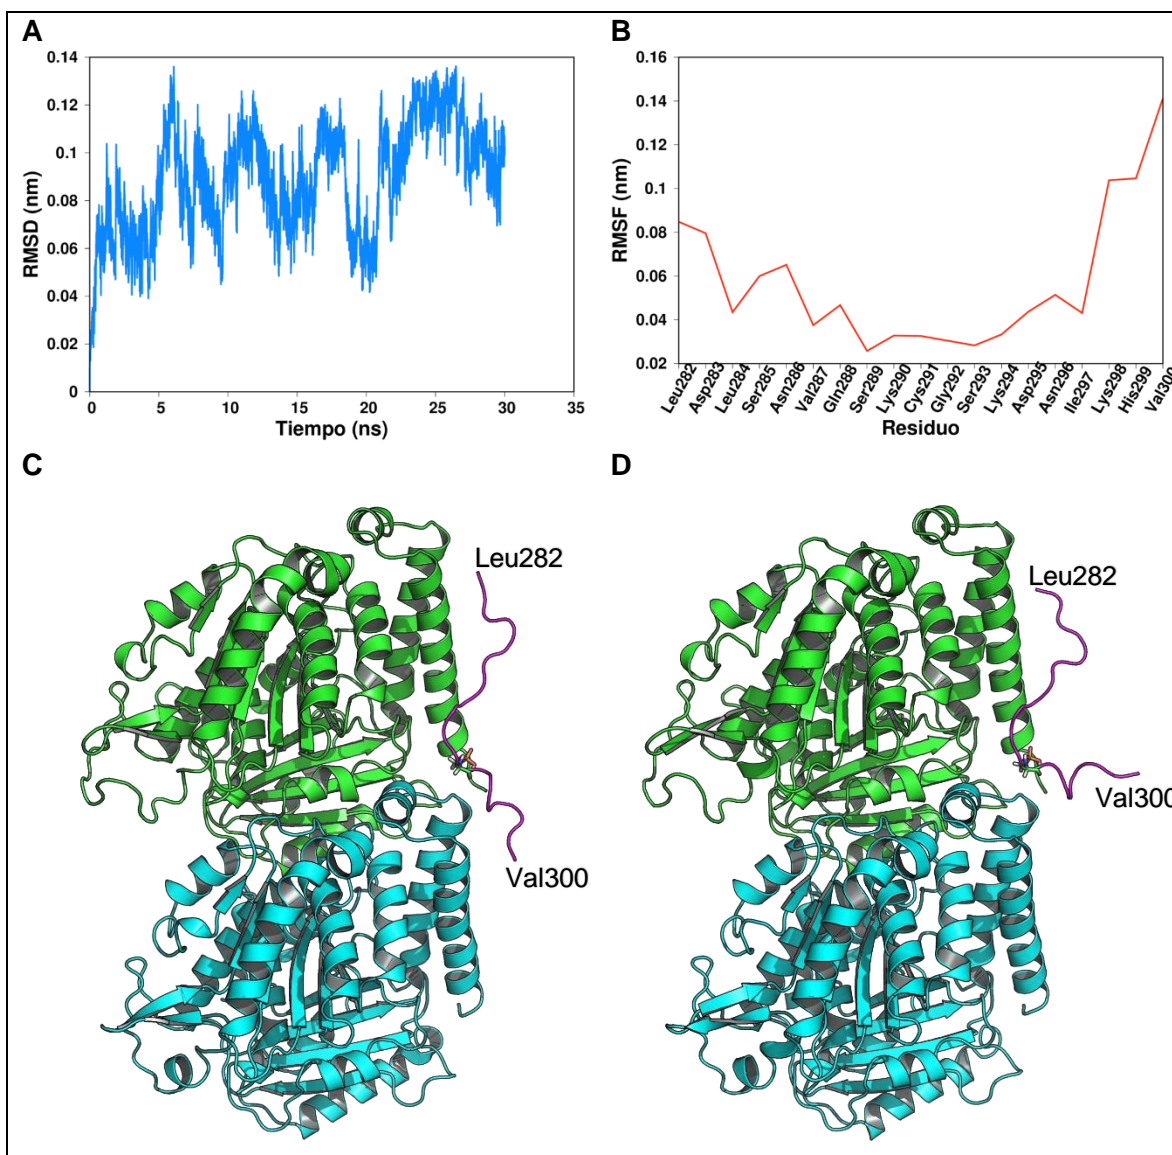 A
0.14
0.12
0.1
0.08
0.06
0.04
0.02
0
RMSD (nm)
0 5 10 15 20 25 30 35
Tiempo (ns)
B
0.16
0.14
0.12
0.1
0.08
0.06
0.04
0.02
RMSF (nm)
Leu282 Asp283 Leu284 Ser285 Asn286 Val287 Gln288 Ser289 Lys290 Cys291 Gly292 Ser293 Lys294 Asp295 Asn296 Ile297 Lys298 His299 Val300
Residuo
C
Leu282
Val300
D
Leu282
Val300